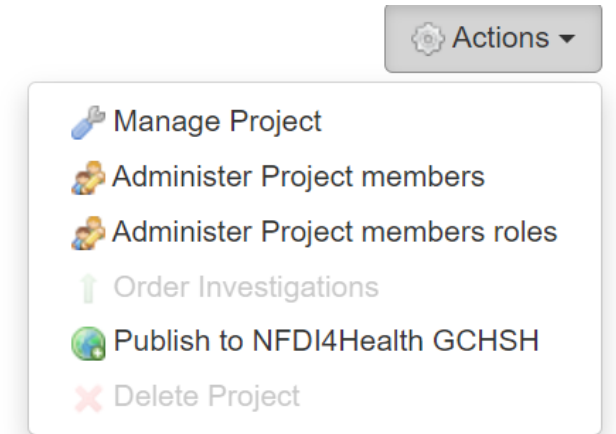 Actions
Manage Project
Administer Project members
Administer Project members roles
Order Investigations
Publish to NFDI4Health GCHSH
Delete Project